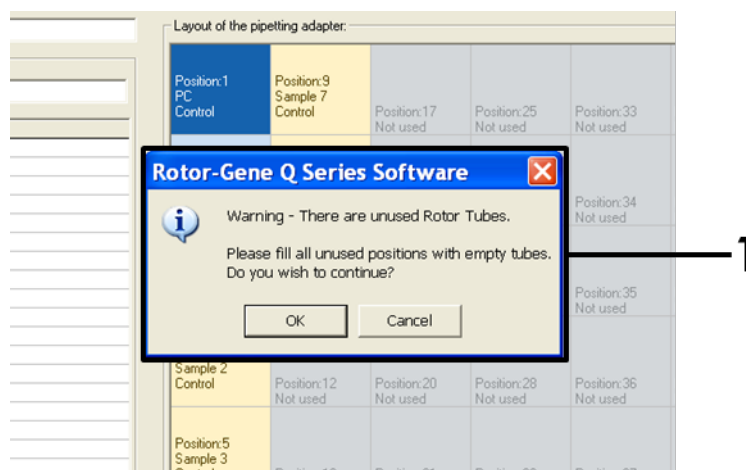 Layout of the pipetting adapter:
Position:1
PC
Control
Position:9
Sample 7
Control
Position:17
Not used
Position:25
Not used
Position:33
Not used
Rotor-Gene Q Series Software
Warning - There are unused Rotor Tubes.
Please fill all unused positions with empty tubes.
Do you wish to continue?
OK
Cancel
Position:34
Not used
1
Position:35
Not used
Sample 2
Control
Position:12
Not used
Position:20
Not used
Position:28
Not used
Position:36
Not used
Position:5
Sample 3